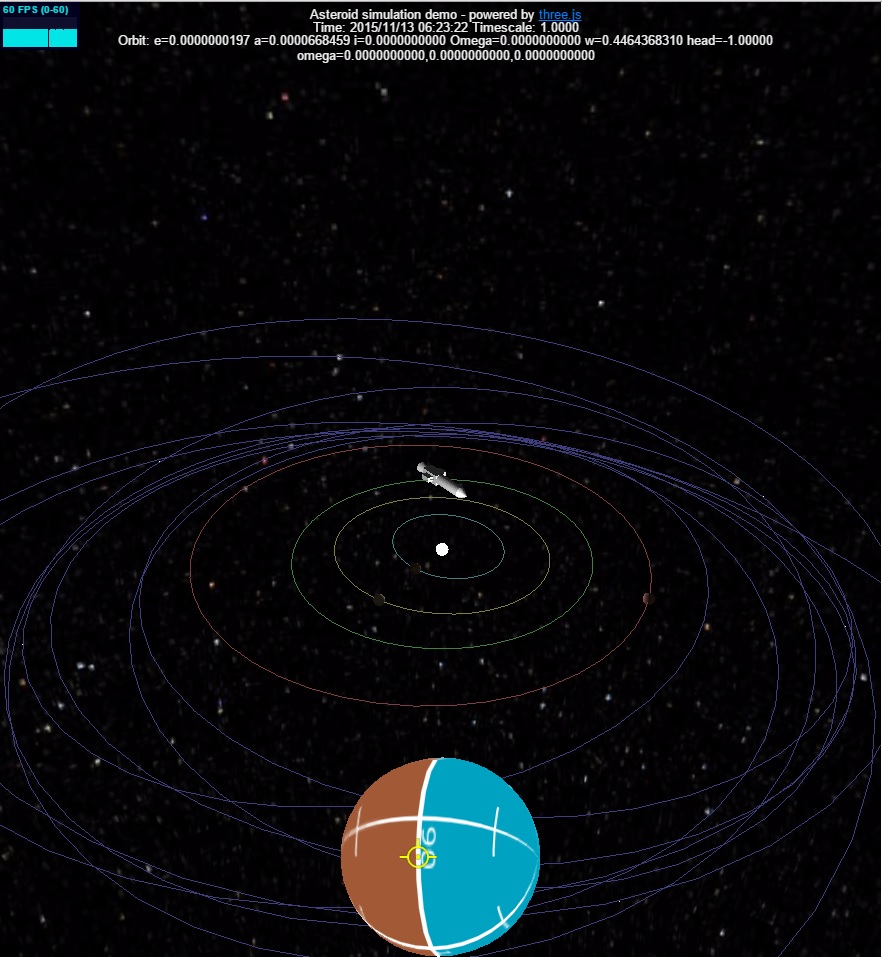 60 FPS (0-60)
Asteroid simulation demo - powered by three.js
Time: 2015/11/13 06:23:22 Timescale: 1.0000
Orbit: e=0.0000000197 a=0.0000668459 i=0.0000000000 Omega=0.0000000000 w=0.4464368310 head=-1.00000
omega=0.0000000000,0.0000000000,0.0000000000